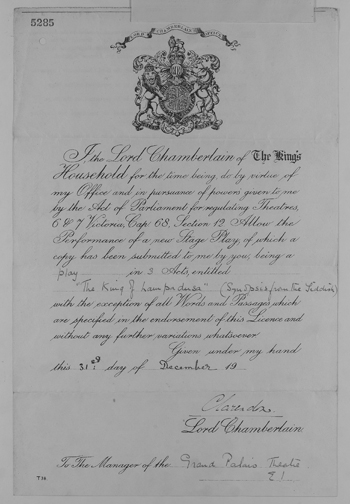 5285
LORD CHAMBERLAIN'S OFFICE
I, the Lord Chamberlain of The King's
Household for the time being, do by virtue of
my Office and in pursuance of powers given to me
by the Act of Parliament for regulating Theatres,
6 & 7 Victoria, Cap. 68, Section 12 Allow the
Performance of a new Stage Play, of which a
copy has been submitted to me by you, being a
play in 3 Acts, entitled
"The King of Lampedusa" (Synopsis from the Yiddish)
with the exception of all Words and Passages which
are specified in the endorsement of this Licence and
without any further variations whatsoever.
Given under my hand
this 31st day of December 19
Clarendon
Lord Chamberlain
To The Manager of the Grand Palais Theatre
E1